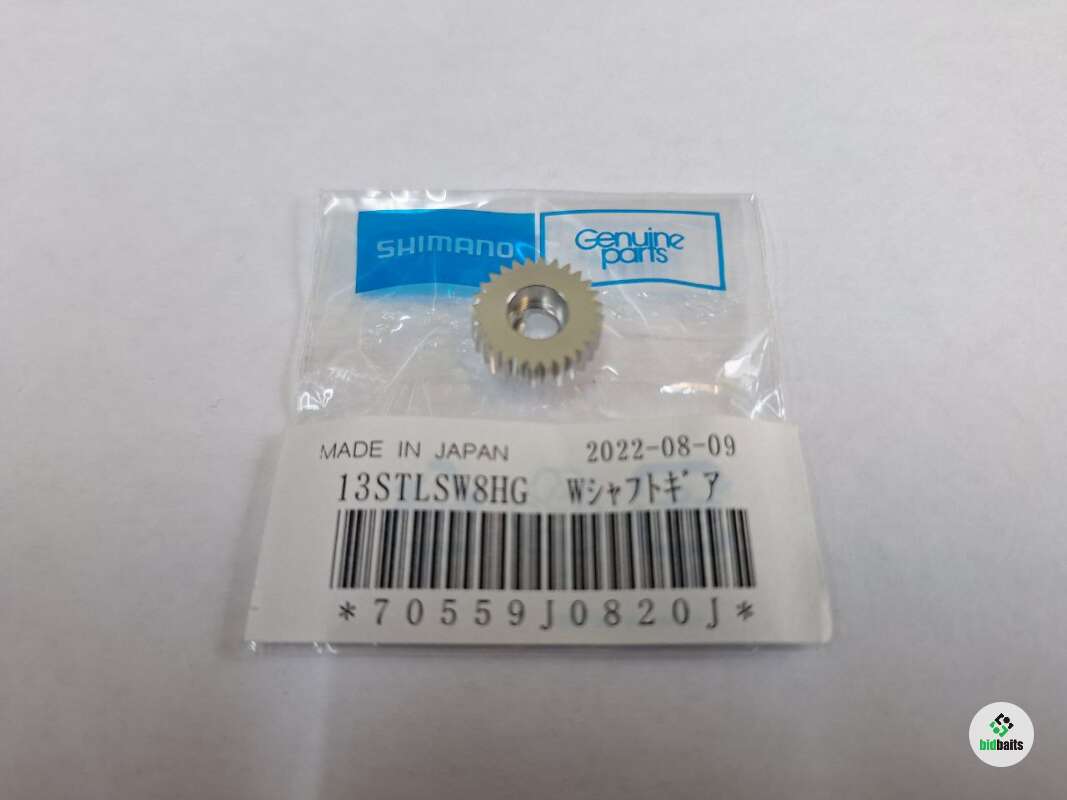 SHIMANO
Genuine
parts
MADE IN JAPAN 2022-08-09
13STLSW8HG Wシャフトギア
*70559J0820J*
bidbaits